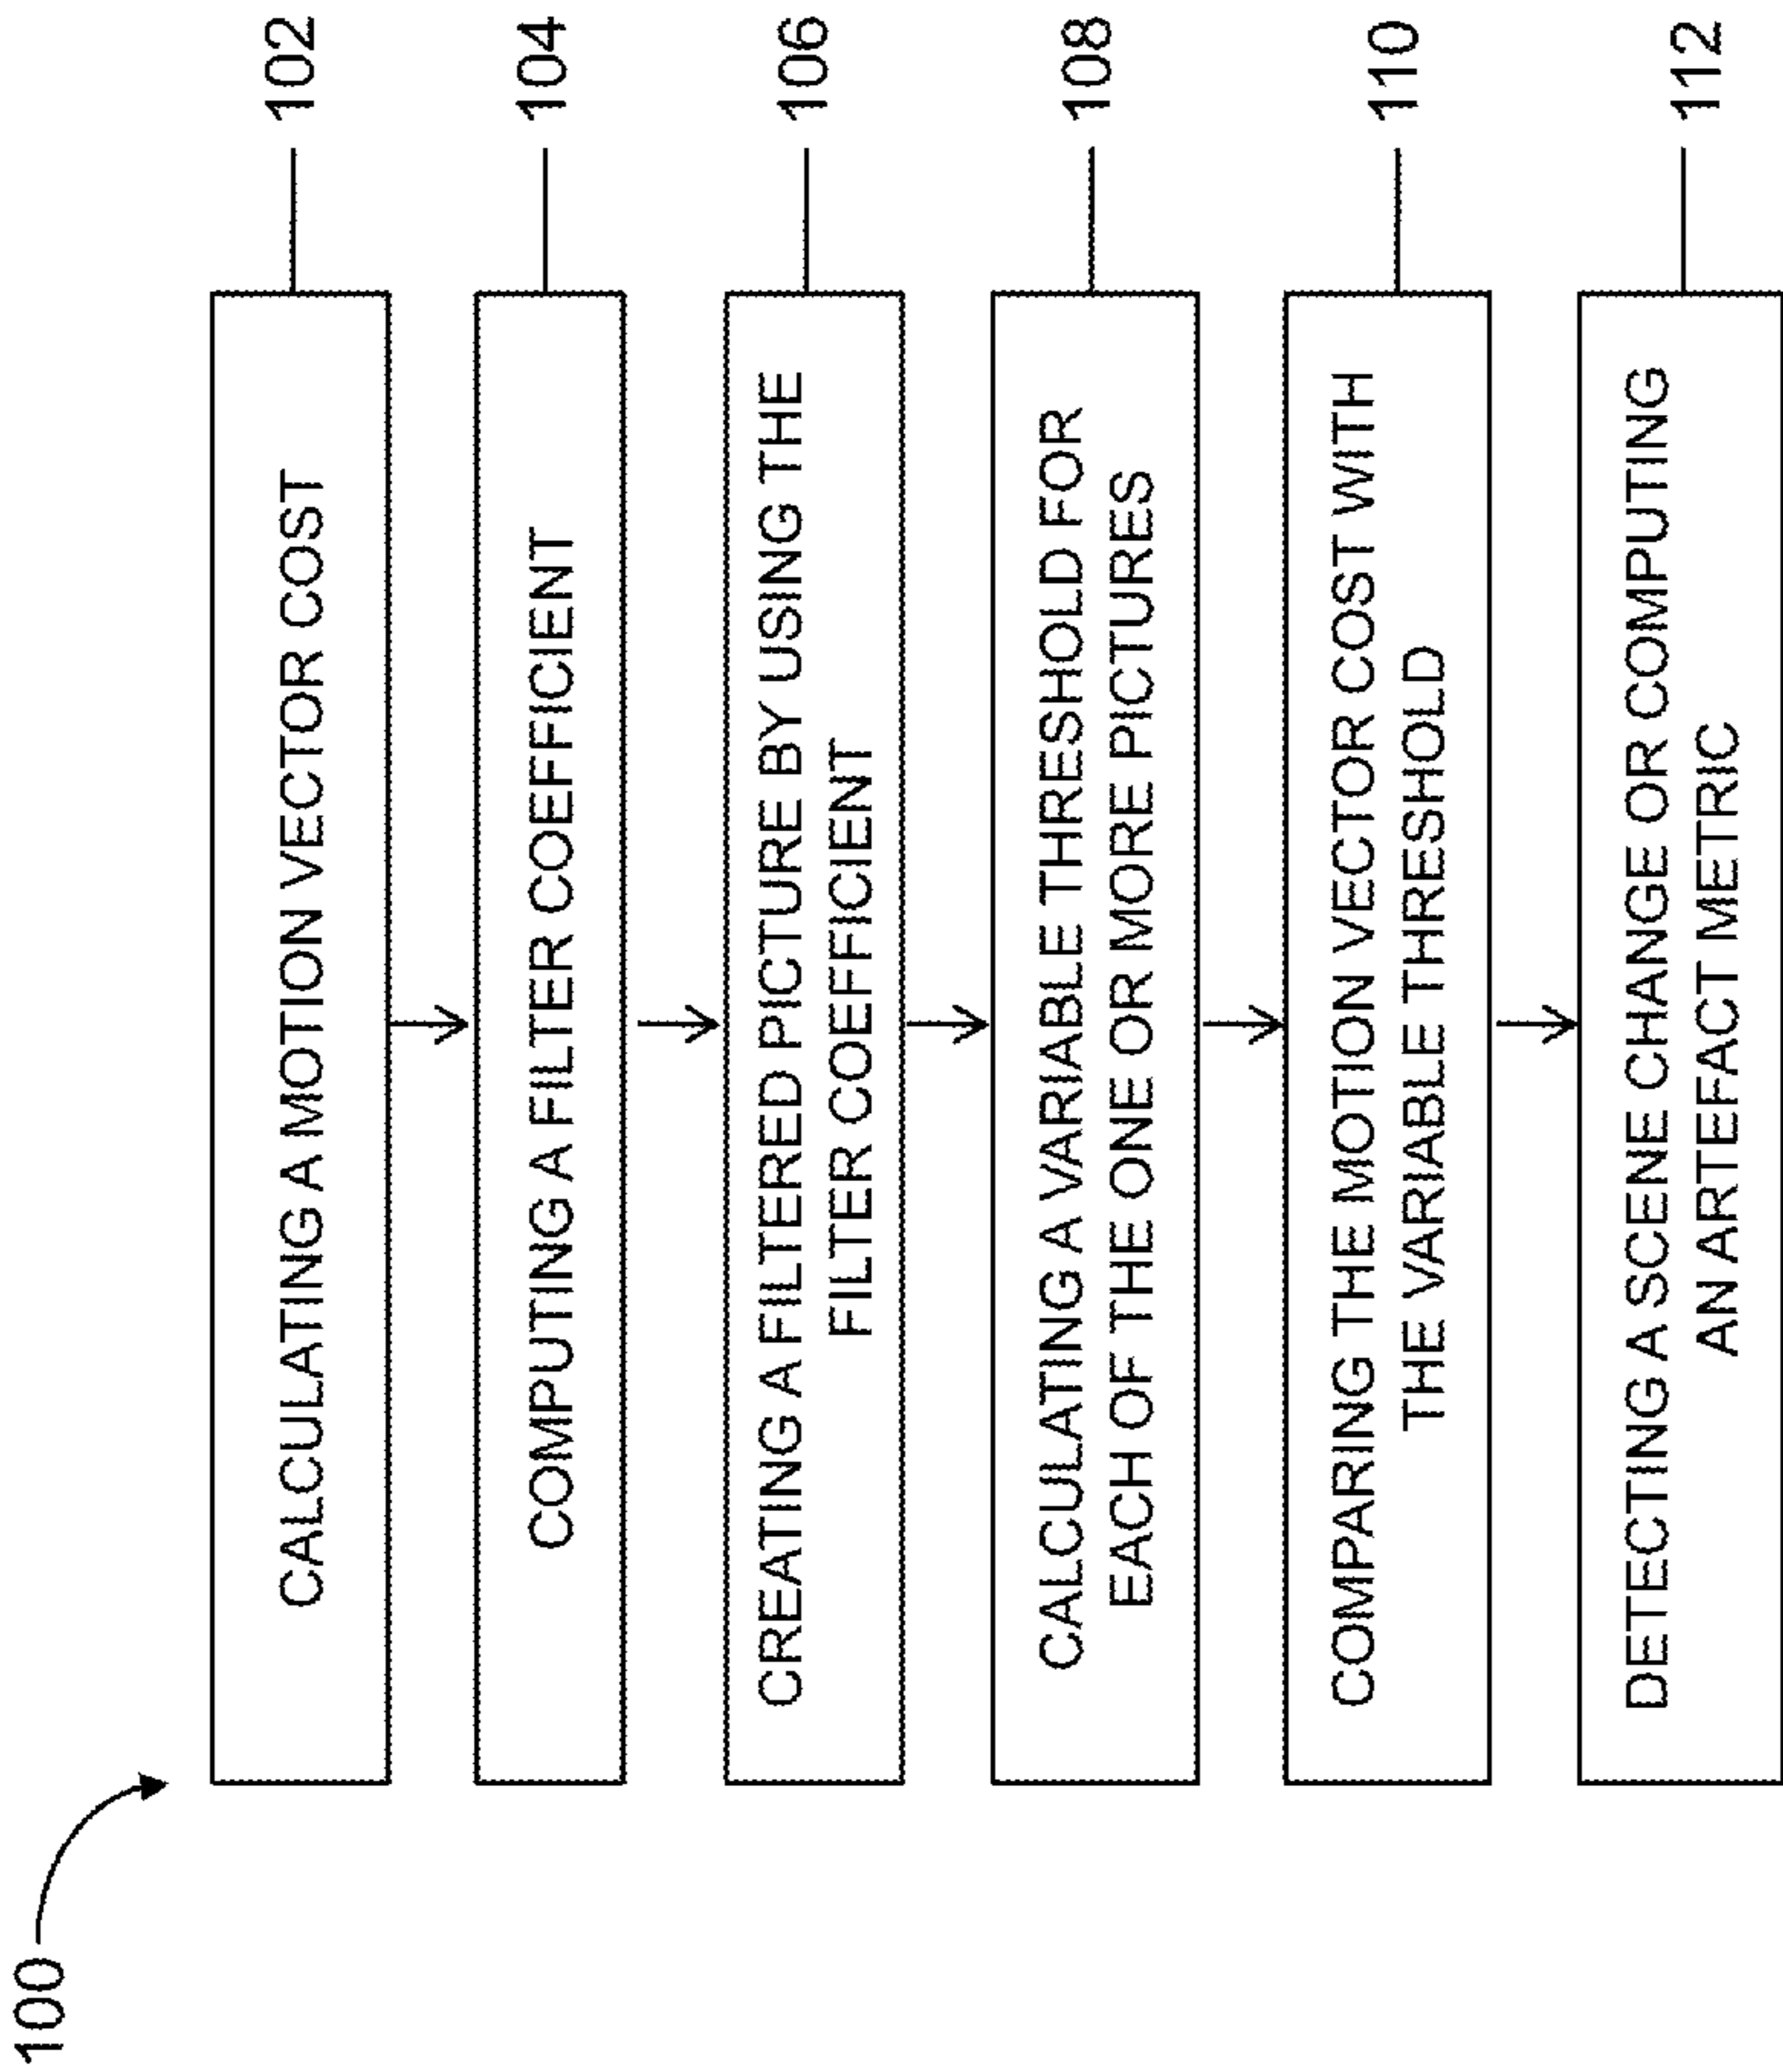 100
CALCULATING A MOTION VECTOR COST
102
COMPUTING A FILTER COEFFICIENT
104
CREATING A FILTERED PICTURE BY USING THE
FILTER COEFFICIENT
106
CALCULATING A VARIABLE THRESHOLD FOR
EACH OF THE ONE OR MORE PICTURES
108
COMPARING THE MOTION VECTOR COST WITH
THE VARIABLE THRESHOLD
110
DETECTING A SCENE CHANGE OR COMPUTING
AN ARTEFACT METRIC
112